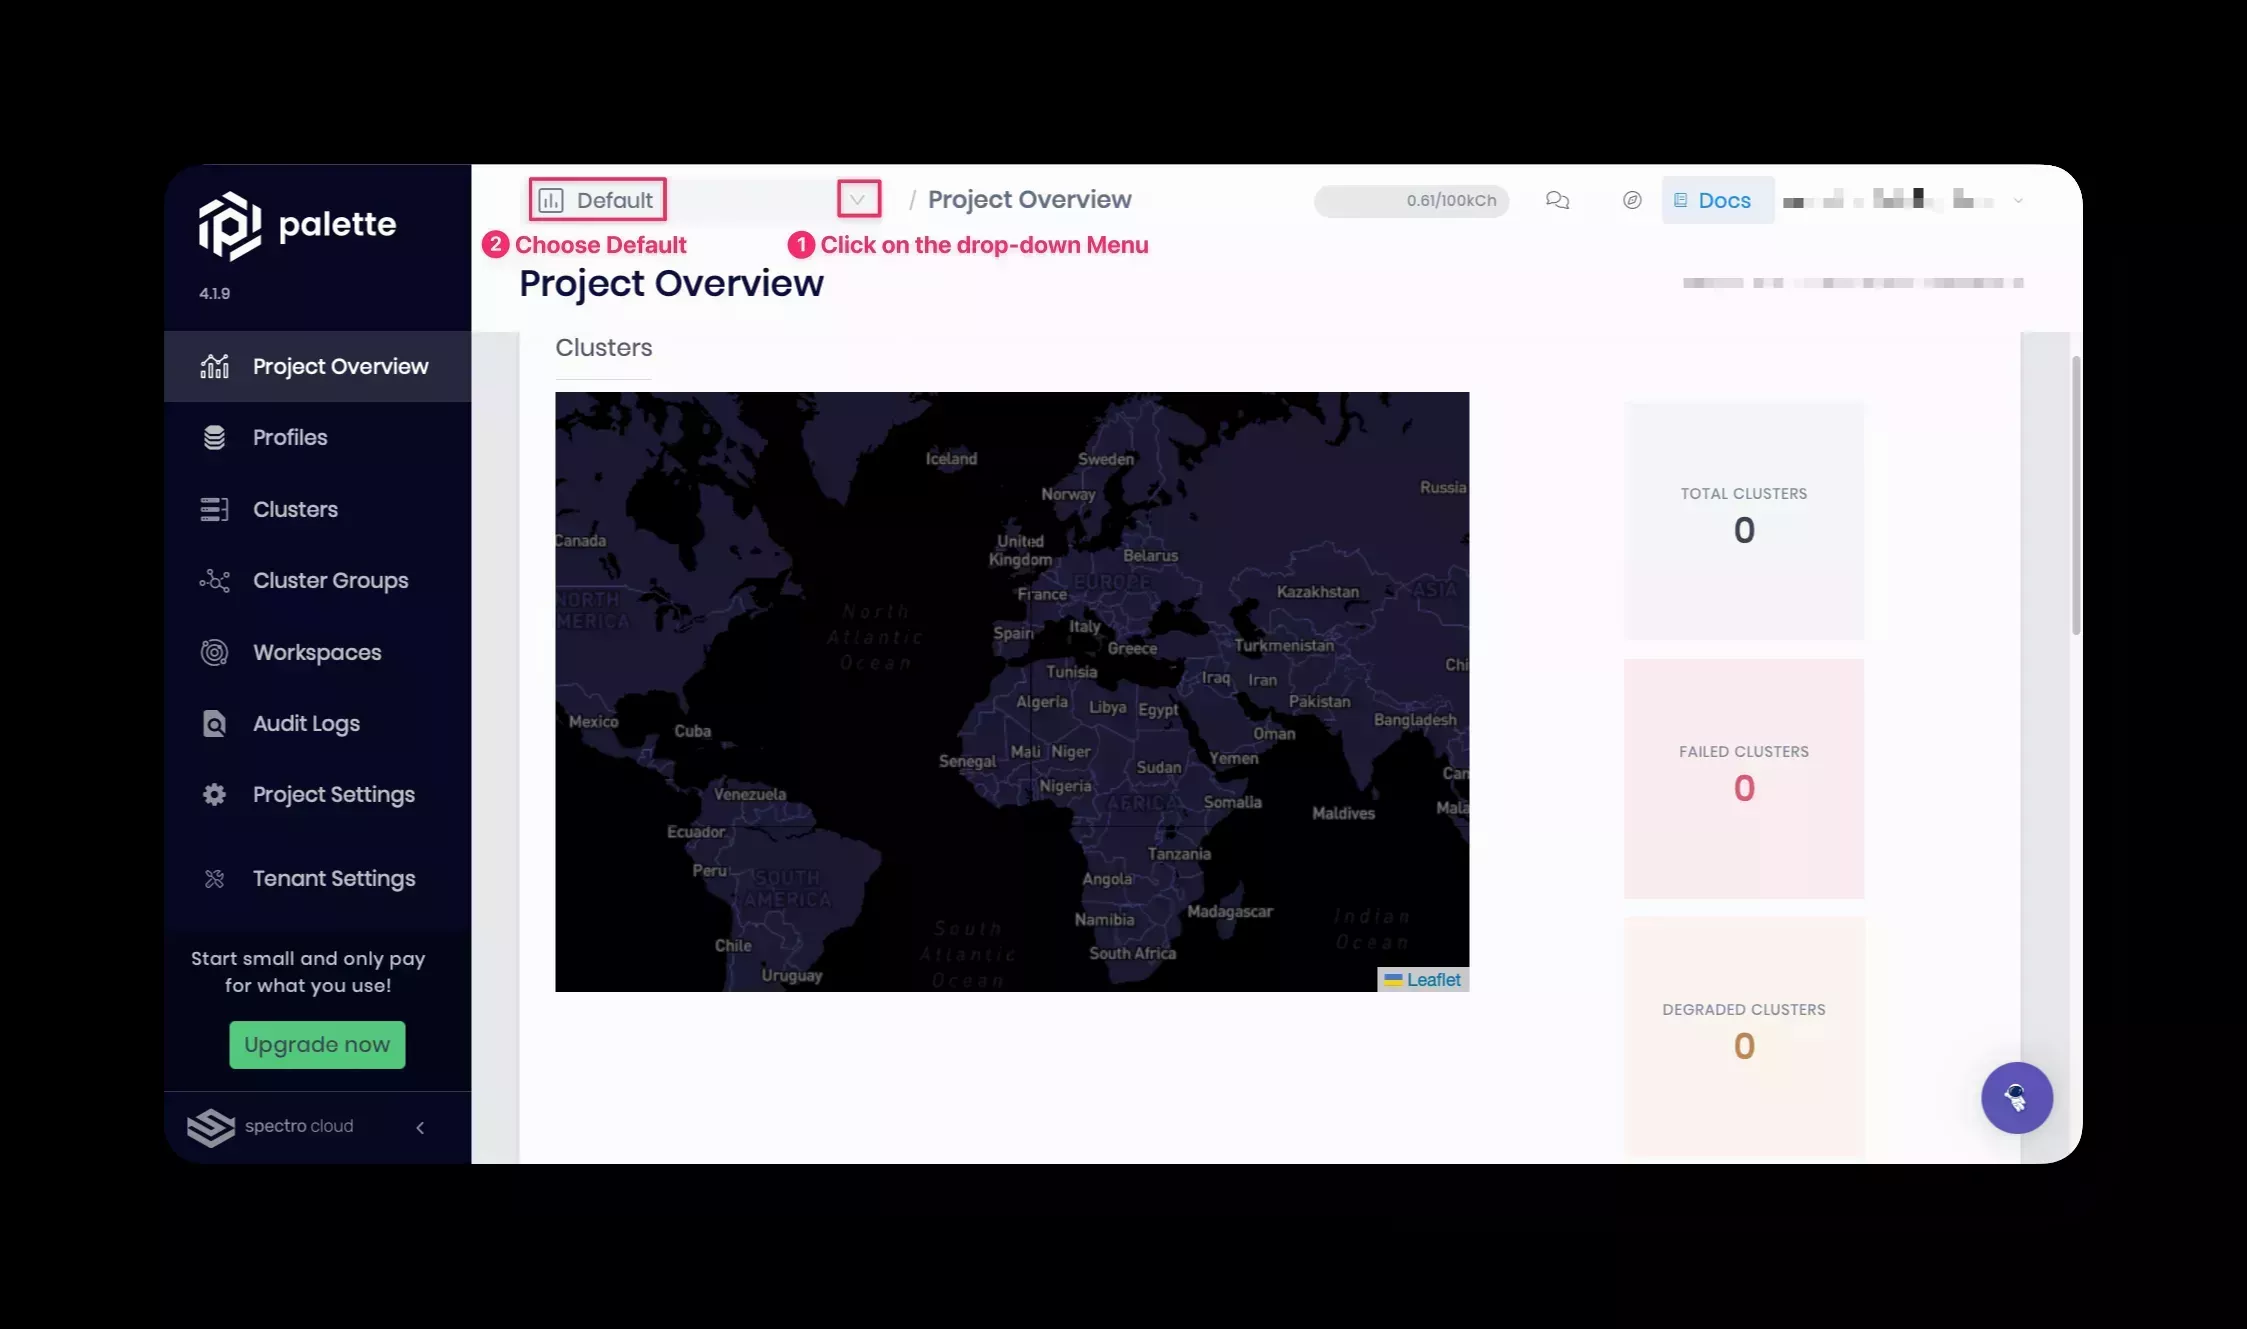 palette
4.1.9
Project Overview
Profiles
Clusters
Cluster Groups
Workspaces
Audit Logs
Project Settings
Tenant Settings
Start small and only pay
for what you use!
Upgrade now
spectro cloud
Default
/ Project Overview
0.61/100kCh
Docs
2 Choose Default
1 Click on the drop-down Menu
Project Overview
Clusters
Iceland
Sweden
Norway
Russia
Canada
United
Kingdom
Belarus
EUROPE
France
Kazakhstan
ASIA
NORTH
MERICA
North
Atlantic
Ocean
Spain
Italy
Greece
Turkmenistan
Chi
Tunisia
Iraq
Iran
Algeria
Libya
Egypt
Pakistan
Bangladesh
Mexico
Cuba
Oman
Mali
Niger
Senegal
Sudan
Yemen
Can
Nigeria
Venezuela
AFRICA
Somalia
Maldives
Mala
Ecuador
Tanzania
Peru
SOUTH
AMERICA
Angola
Namibia
Madagascar
Indian
Ocean
South
Atlantic
Ocean
Chile
South Africa
Uruguay
Leaflet
TOTAL CLUSTERS
0
FAILED CLUSTERS
0
DEGRADED CLUSTERS
0